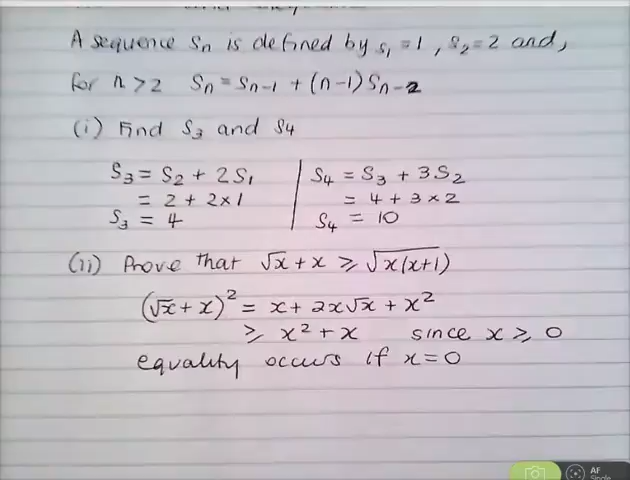 A sequence Sn is defined by S₁ = 1, S₂ = 2 and,
for n > 2 Sn = Sn-1 + (n-1) Sn-2
(i) Find S₃ and S₄
S₃ = S₂ + 2S₁
= 2 + 2×1
S₃ = 4
S₄ = S₃ + 3S₂
= 4 + 3×2
S₄ = 10
(ii) Prove that √x + x ≥ √x(x+1)
(√x + x)² = x + 2x√x + x²
≥ x² + x since x ≥ 0
equality occurs if x = 0
AF
Single